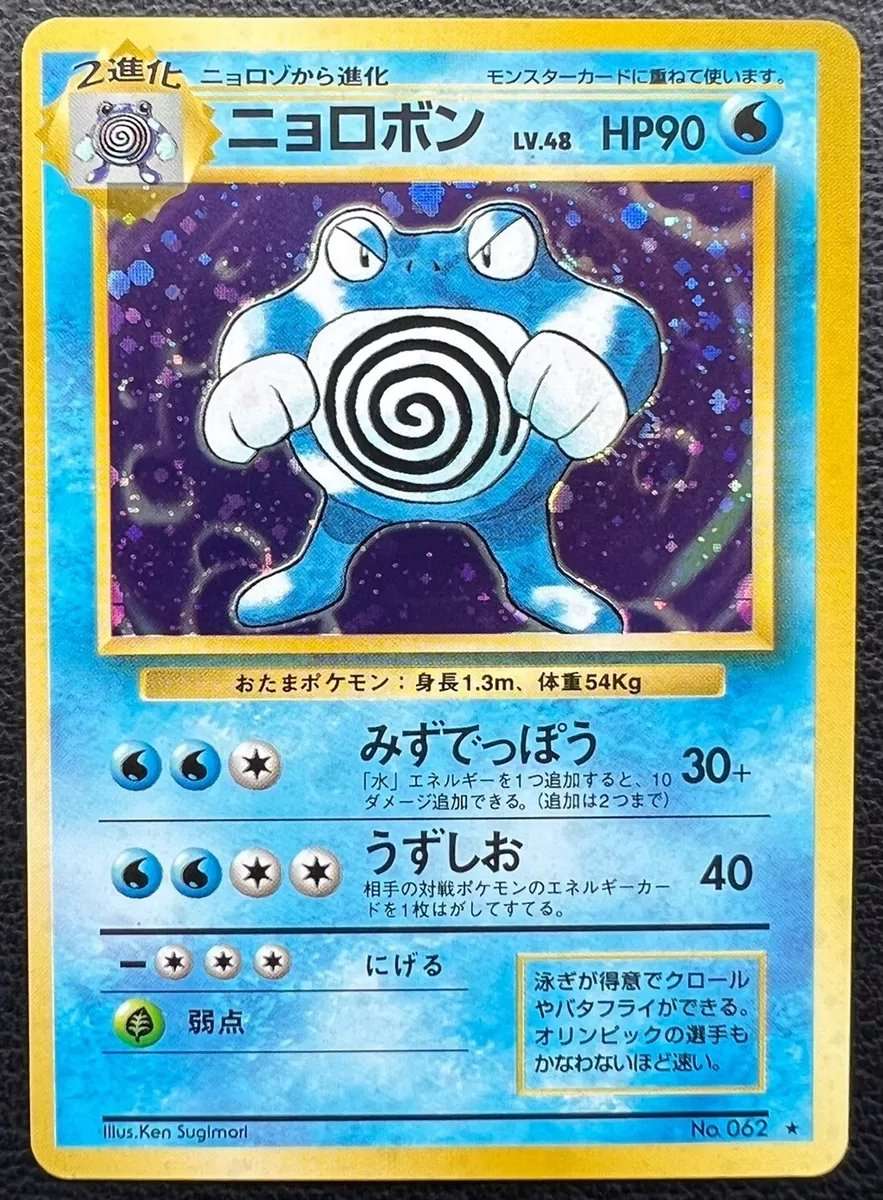 2進化 ニョロゾから進化 モンスターカードに重ねて使います。
ニョロボン LV.48 HP90
おたまポケモン：身長1.3m、体重54Kg
みずでっぽう 30+
「水」エネルギーを1つ追加すると、10
ダメージ追加できる。（追加は2つまで）
うずしお 40
相手の対戦ポケモンのエネルギーカー
ドを1枚はがしてすてる。
にげる
弱点
泳ぎが得意でクロール
やバタフライができる。
オリンピックの選手も
かなわないほど速い。
Illus.Ken Sugimori No. 062 ★